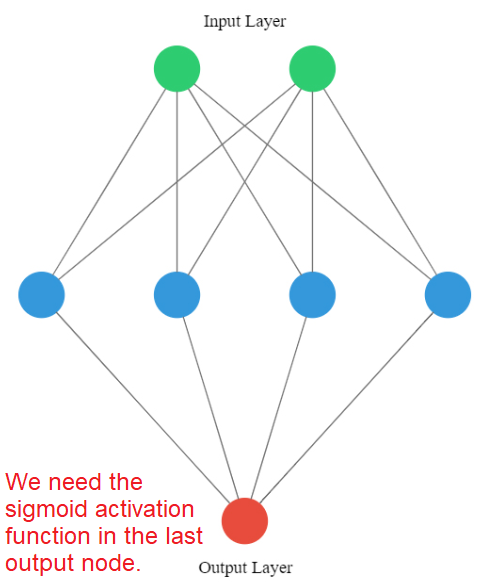 Input Layer
We need the
sigmoid activation
function in the last
output node.
Output Layer